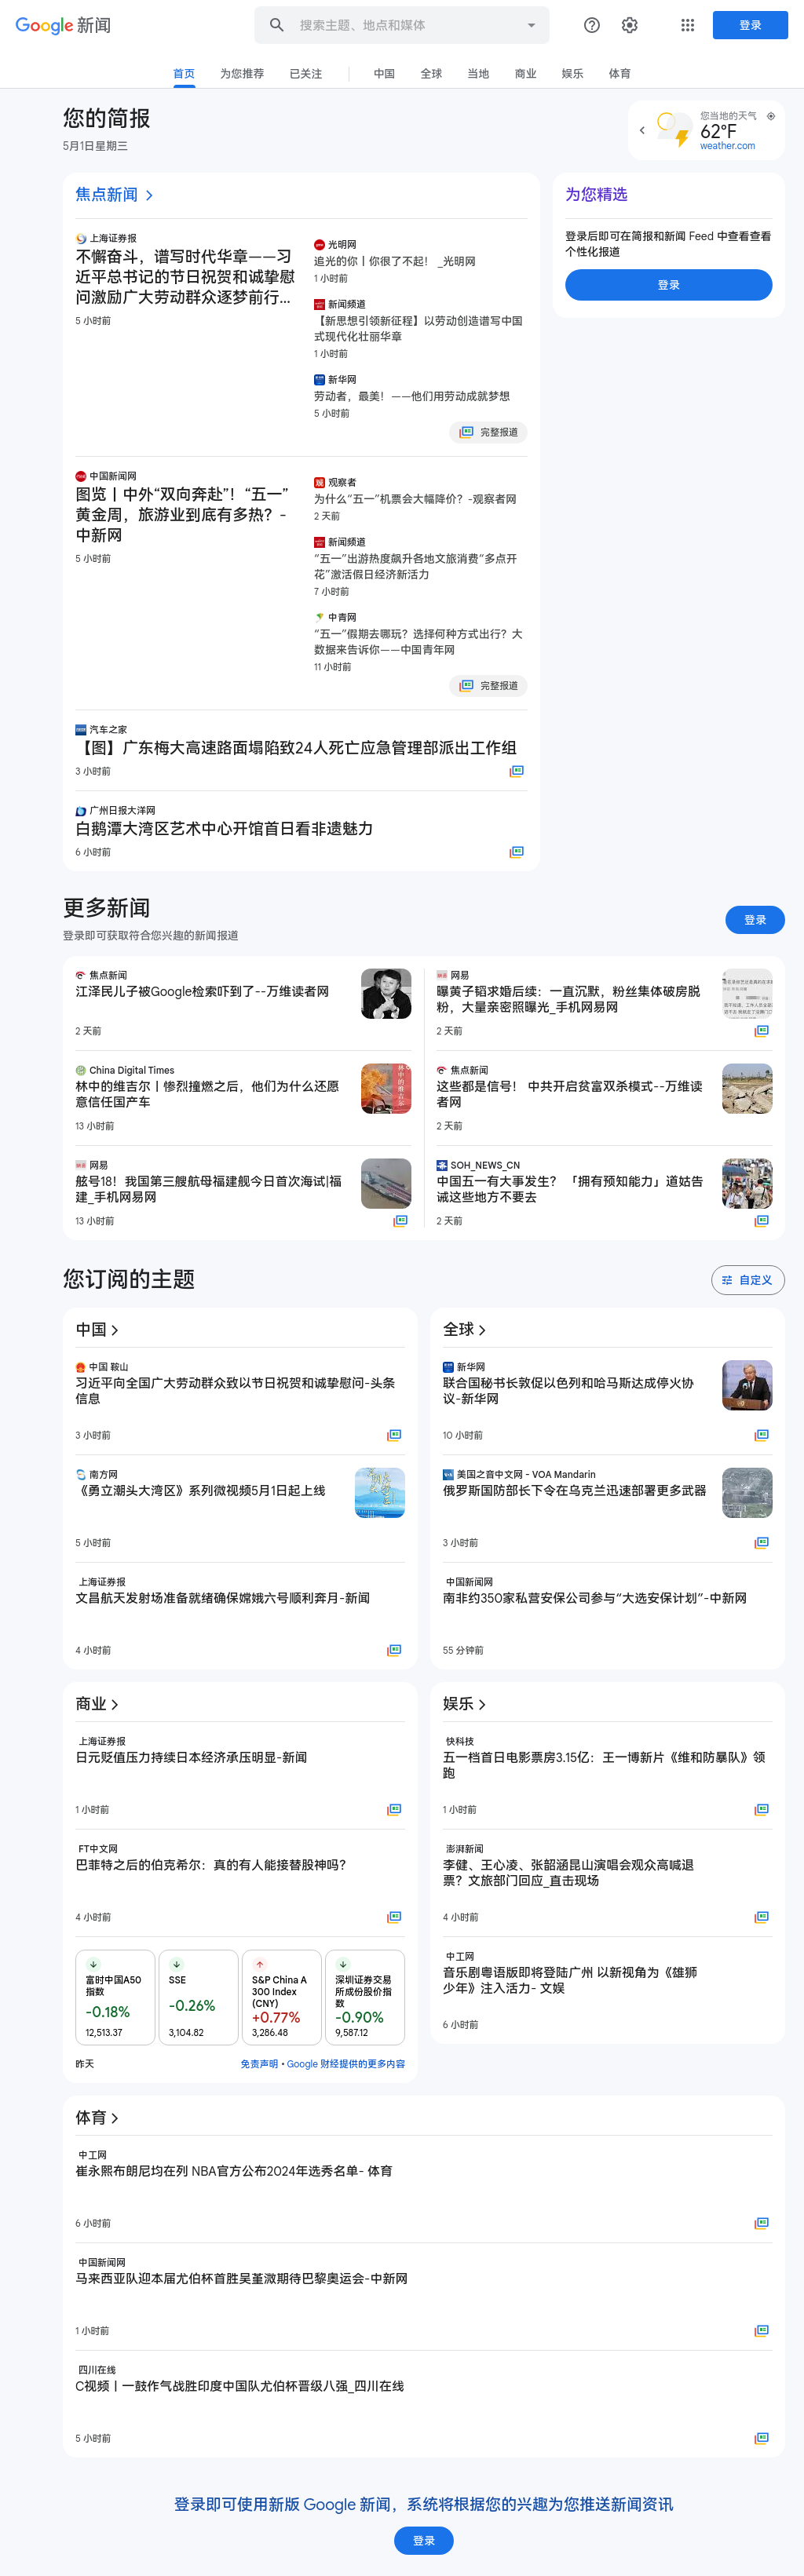 Google 新闻
搜索主题、地点和媒体
登录
首页 为您推荐 已关注 中国 全球 当地 商业 娱乐 体育
您的简报
5月1日星期三
您当地的天气
62°F
weather.com
焦点新闻
上海证券报
不懈奋斗，谱写时代华章——习
近平总书记的节日祝贺和诚挚慰
问激励广大劳动群众逐梦前行...
5 小时前
光明网
追光的你丨你很了不起！ _光明网
1 小时前
新闻频道
【新思想引领新征程】以劳动创造谱写中国
式现代化壮丽华章
1 小时前
新华网
劳动者，最美！——他们用劳动成就梦想
5 小时前
完整报道
为您精选
登录后即可在简报和新闻 Feed 中查看查看
个性化报道
登录
中国新闻网
图览丨中外“双向奔赴”！“五一”
黄金周，旅游业到底有多热？-
中新网
5 小时前
观察者
为什么“五一”机票会大幅降价？-观察者网
2 天前
新闻频道
“五一”出游热度飙升各地文旅消费“多点开
花”激活假日经济新活力
7 小时前
中青网
“五一”假期去哪玩？选择何种方式出行？大
数据来告诉你——中国青年网
11 小时前
完整报道
汽车之家
【图】广东梅大高速路面塌陷致24人死亡应急管理部派出工作组
3 小时前
广州日报大洋网
白鹅潭大湾区艺术中心开馆首日看非遗魅力
6 小时前
更多新闻
登录即可获取符合您兴趣的新闻报道
登录
焦点新闻
江泽民儿子被Google检索吓到了--万维读者网
2 天前
网易
曝黄子韬求婚后续：一直沉默，粉丝集体破房脱
粉，大量亲密照曝光_手机网易网
2 天前
China Digital Times
林中的维吉尔丨惨烈撞燃之后，他们为什么还愿
意信任国产车
13 小时前
焦点新闻
这些都是信号！ 中共开启贫富双杀模式--万维读
者网
2 天前
网易
舷号18！我国第三艘航母福建舰今日首次海试|福
建_手机网易网
13 小时前
SOH_NEWS_CN
中国五一有大事发生？ 「拥有预知能力」道姑告
诫这些地方不要去
2 天前
您订阅的主题
自定义
中国
中国 鞍山
习近平向全国广大劳动群众致以节日祝贺和诚挚慰问-头条
信息
3 小时前
南方网
《勇立潮头大湾区》系列微视频5月1日起上线
5 小时前
上海证券报
文昌航天发射场准备就绪确保嫦娥六号顺利奔月-新闻
4 小时前
全球
新华网
联合国秘书长敦促以色列和哈马斯达成停火协
议-新华网
10 小时前
美国之音中文网 - VOA Mandarin
俄罗斯国防部长下令在乌克兰迅速部署更多武器
3 小时前
中国新闻网
南非约350家私营安保公司参与“大选安保计划”-中新网
55 分钟前
商业
上海证券报
日元贬值压力持续日本经济承压明显-新闻
1 小时前
FT中文网
巴菲特之后的伯克希尔：真的有人能接替股神吗？
4 小时前
富时中国A50
指数
-0.18%
12,513.37
SSE
-0.26%
3,104.82
S&P China A
300 Index
(CNY)
+0.77%
3,286.48
深圳证券交易
所成份股价指
数
-0.90%
9,587.12
昨天
免责声明 • Google 财经提供的更多内容
娱乐
快科技
五一档首日电影票房3.15亿：王一博新片《维和防暴队》领
跑
1 小时前
澎湃新闻
李健、王心凌、张韶涵昆山演唱会观众高喊退
票？文旅部门回应_直击现场
4 小时前
中工网
音乐剧粤语版即将登陆广州 以新视角为《雄狮
少年》注入活力- 文娱
6 小时前
体育
中工网
崔永熙布朗尼均在列 NBA官方公布2024年选秀名单- 体育
6 小时前
中国新闻网
马来西亚队迎本届尤伯杯首胜吴堇溦期待巴黎奥运会-中新网
1 小时前
四川在线
C视频丨一鼓作气战胜印度中国队尤伯杯晋级八强_四川在线
5 小时前
登录即可使用新版 Google 新闻，系统将根据您的兴趣为您推送新闻资讯
登录